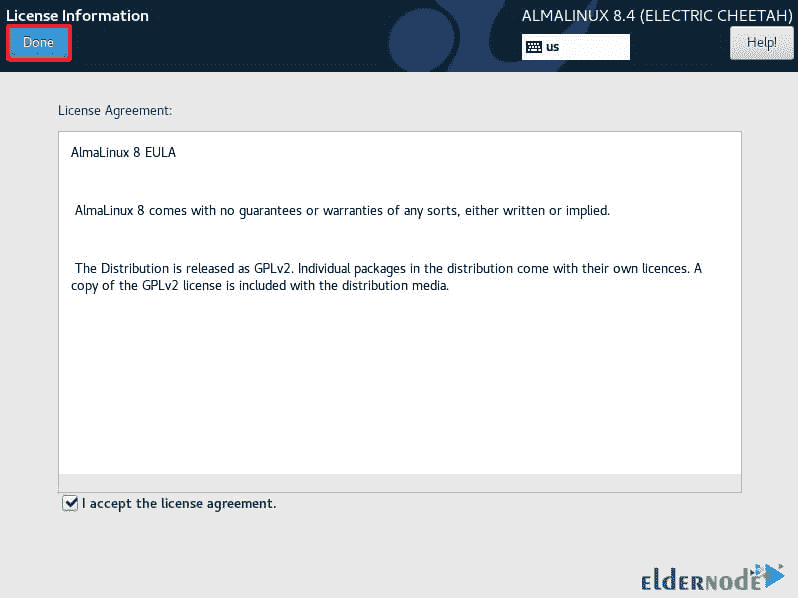 License Information
ALMALINUX 8.4 (ELECTRIC CHEETAH)
Done
us
Help!
License Agreement:
AlmaLinux 8 EULA
AlmaLinux 8 comes with no guarantees or warranties of any sorts, either written or implied.
The Distribution is released as GPLv2. Individual packages in the distribution come with their own licences. A
copy of the GPLv2 license is included with the distribution media.
I accept the license agreement.
elderNode